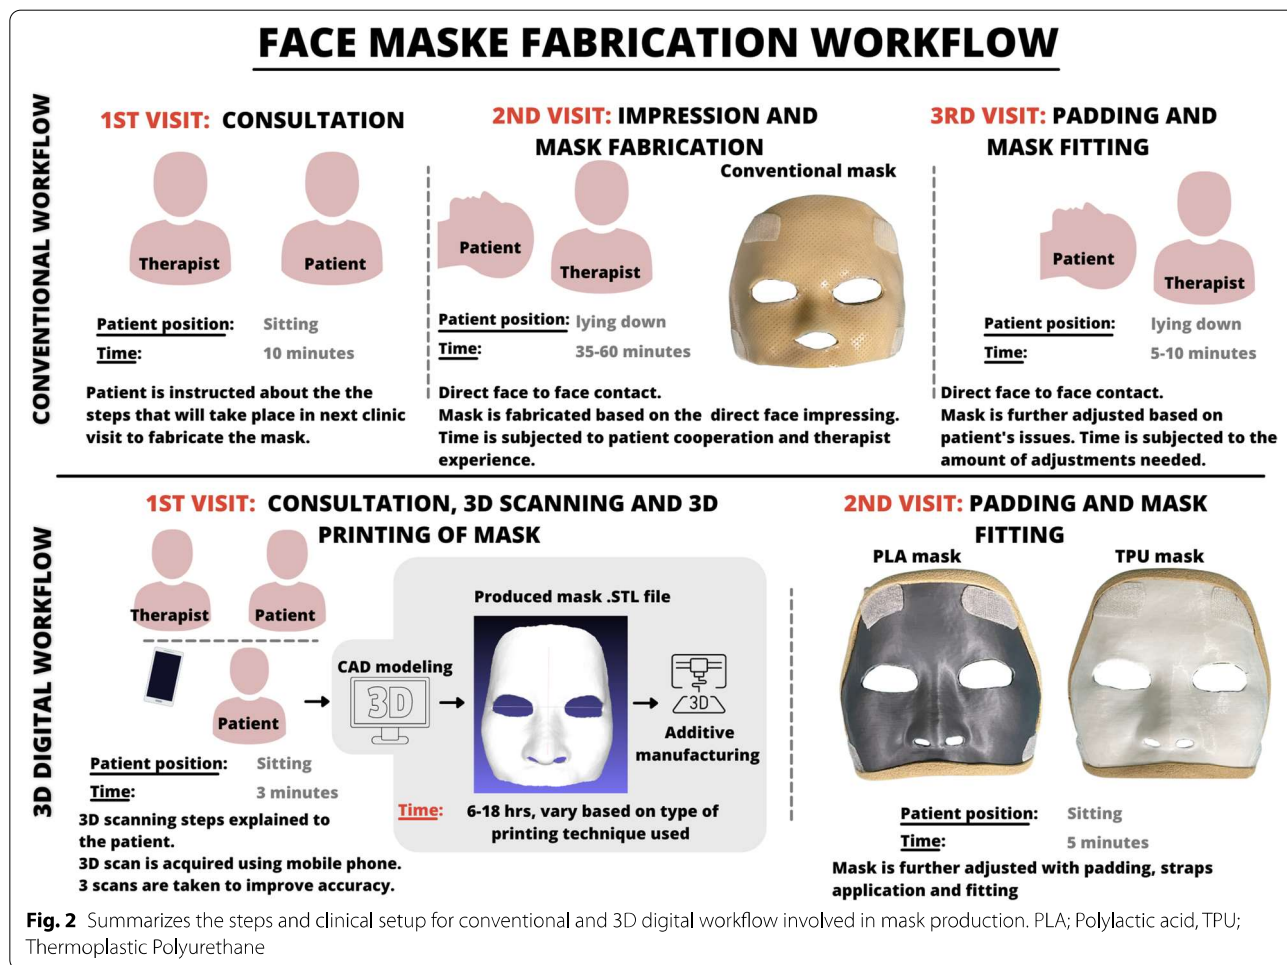 FACE MASKE FABRICATION WORKFLOW
CONVENTIONAL WORKFLOW
1ST VISIT: CONSULTATION
Therapist
Patient
Patient position: Sitting
Time: 10 minutes
Patient is instructed about the the
steps that will take place in next clinic
visit to fabricate the mask.
2ND VISIT: IMPRESSION AND
MASK FABRICATION
Conventional mask
Patient
Therapist
Patient position: lying down
Time: 35-60 minutes
Direct face to face contact.
Mask is fabricated based on the direct face impressing.
Time is subjected to patient cooperation and therapist
experience.
3RD VISIT: PADDING AND
MASK FITTING
Patient
Therapist
Patient position: lying down
Time: 5-10 minutes
Direct face to face contact.
Mask is further adjusted based on
patient's issues. Time is subjected to the
amount of adjustments needed.
3D DIGITAL WORKFLOW
1ST VISIT: CONSULTATION, 3D SCANNING AND 3D
PRINTING OF MASK
Therapist
Patient
Patient
Patient position: Sitting
Time: 3 minutes
3D scanning steps explained to
the patient.
3D scan is acquired using mobile phone.
3 scans are taken to improve accuracy.
CAD modeling
3D
Produced mask .STL file
3D
Additive
manufacturing
Time: 6-18 hrs, vary based on type of
printing technique used
2ND VISIT: PADDING AND MASK
FITTING
PLA mask
TPU mask
Patient position: Sitting
Time: 5 minutes
Mask is further adjusted with padding, straps
application and fitting
Fig. 2 Summarizes the steps and clinical setup for conventional and 3D digital workflow involved in mask production. PLA; Polylactic acid, TPU;
Thermoplastic Polyurethane